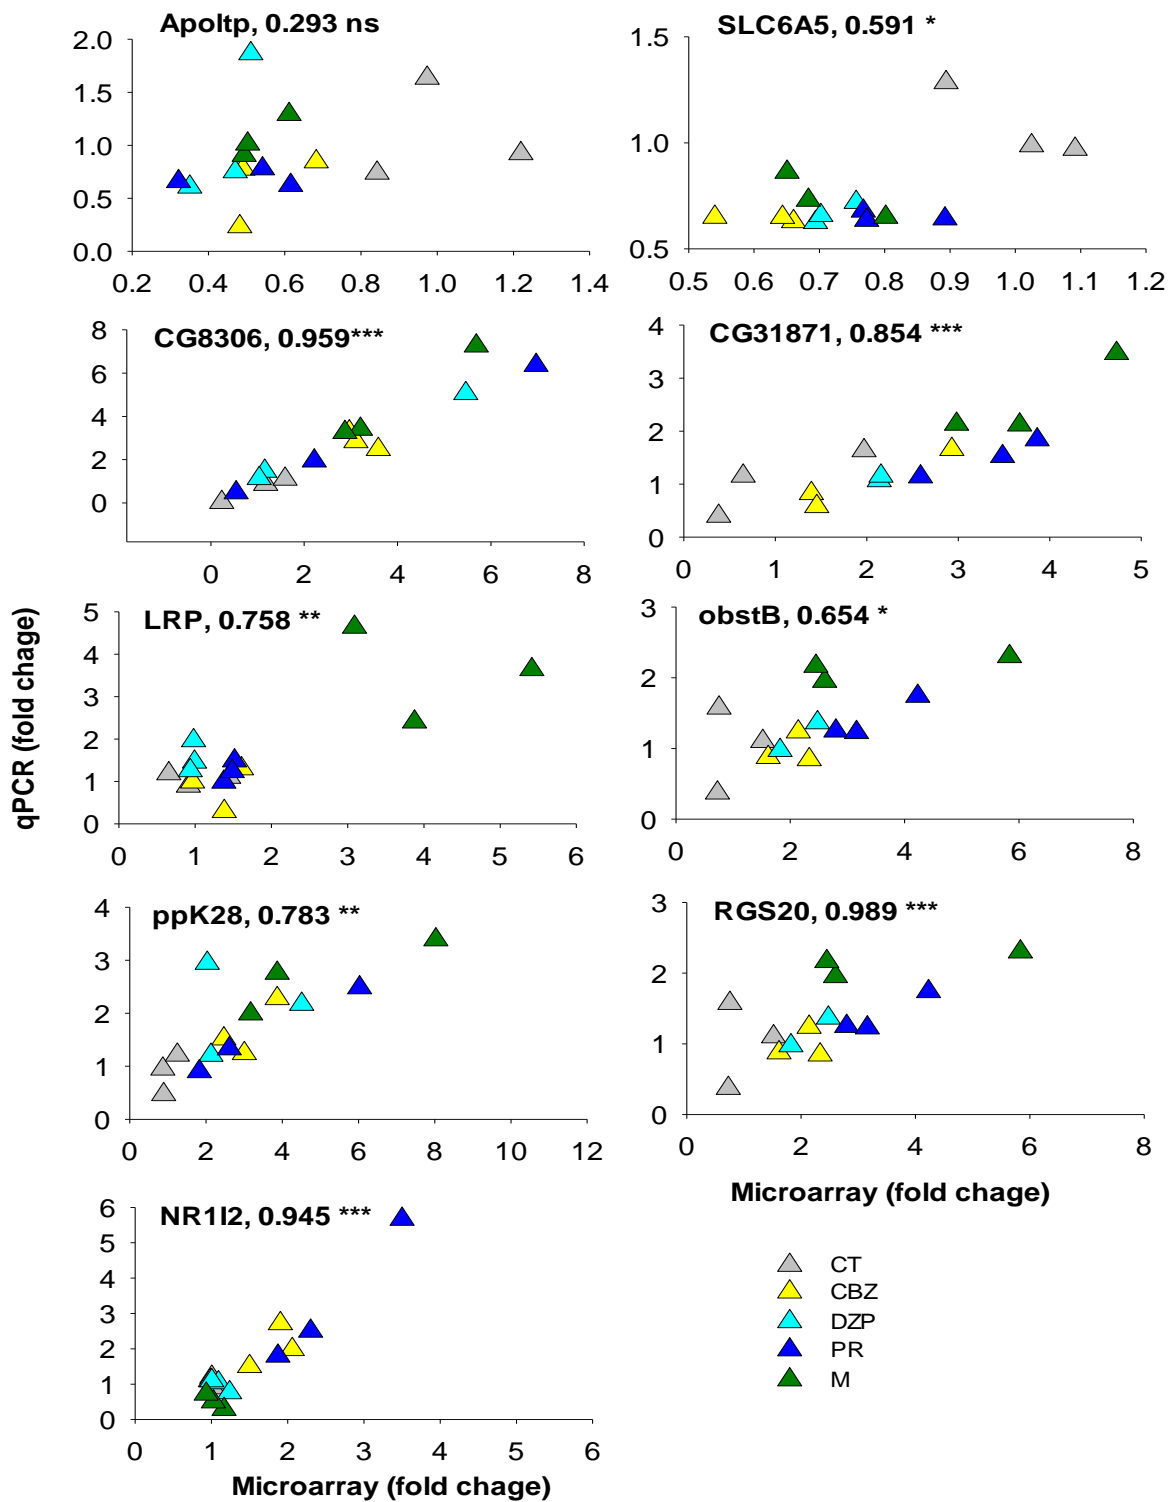 Apoltp, 0.293 ns
2.0
1.5
1.0
0.5
0.0
0.2 0.4 0.6 0.8 1.0 1.2 1.4
SLC6A5, 0.591 *
1.5
1.0
0.5
0.5 0.6 0.7 0.8 0.9 1.0 1.1 1.2
CG8306, 0.959***
8
6
4
2
0
0 2 4 6 8
CG31871, 0.854 ***
4
3
2
1
0
0 1 2 3 4 5
qPCR (fold chage)
LRP, 0.758 **
5
4
3
2
1
0
0 1 2 3 4 5 6
obstB, 0.654 *
3
2
1
0
0 2 4 6 8
ppK28, 0.783 **
4
3
2
1
0
2 4 6 8 10 12
RGS20, 0.989 ***
3
2
1
0
0 2 4 6 8
Microarray (fold chage)
NR1I2, 0.945 ***
6
5
4
3
2
1
0
1 2 3 4 5 6
Microarray (fold chage)
CT
CBZ
DZP
PR
M